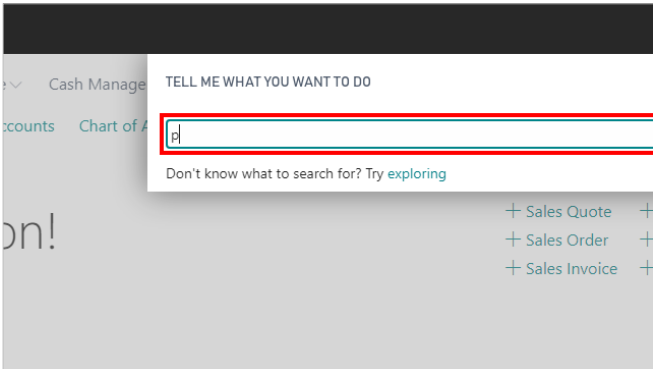 TELL ME WHAT YOU WANT TO DO
Cash Manage
ccounts Chart of A
p
Don't know what to search for? Try exploring
on!
+ Sales Quote +
+ Sales Order +
+ Sales Invoice +